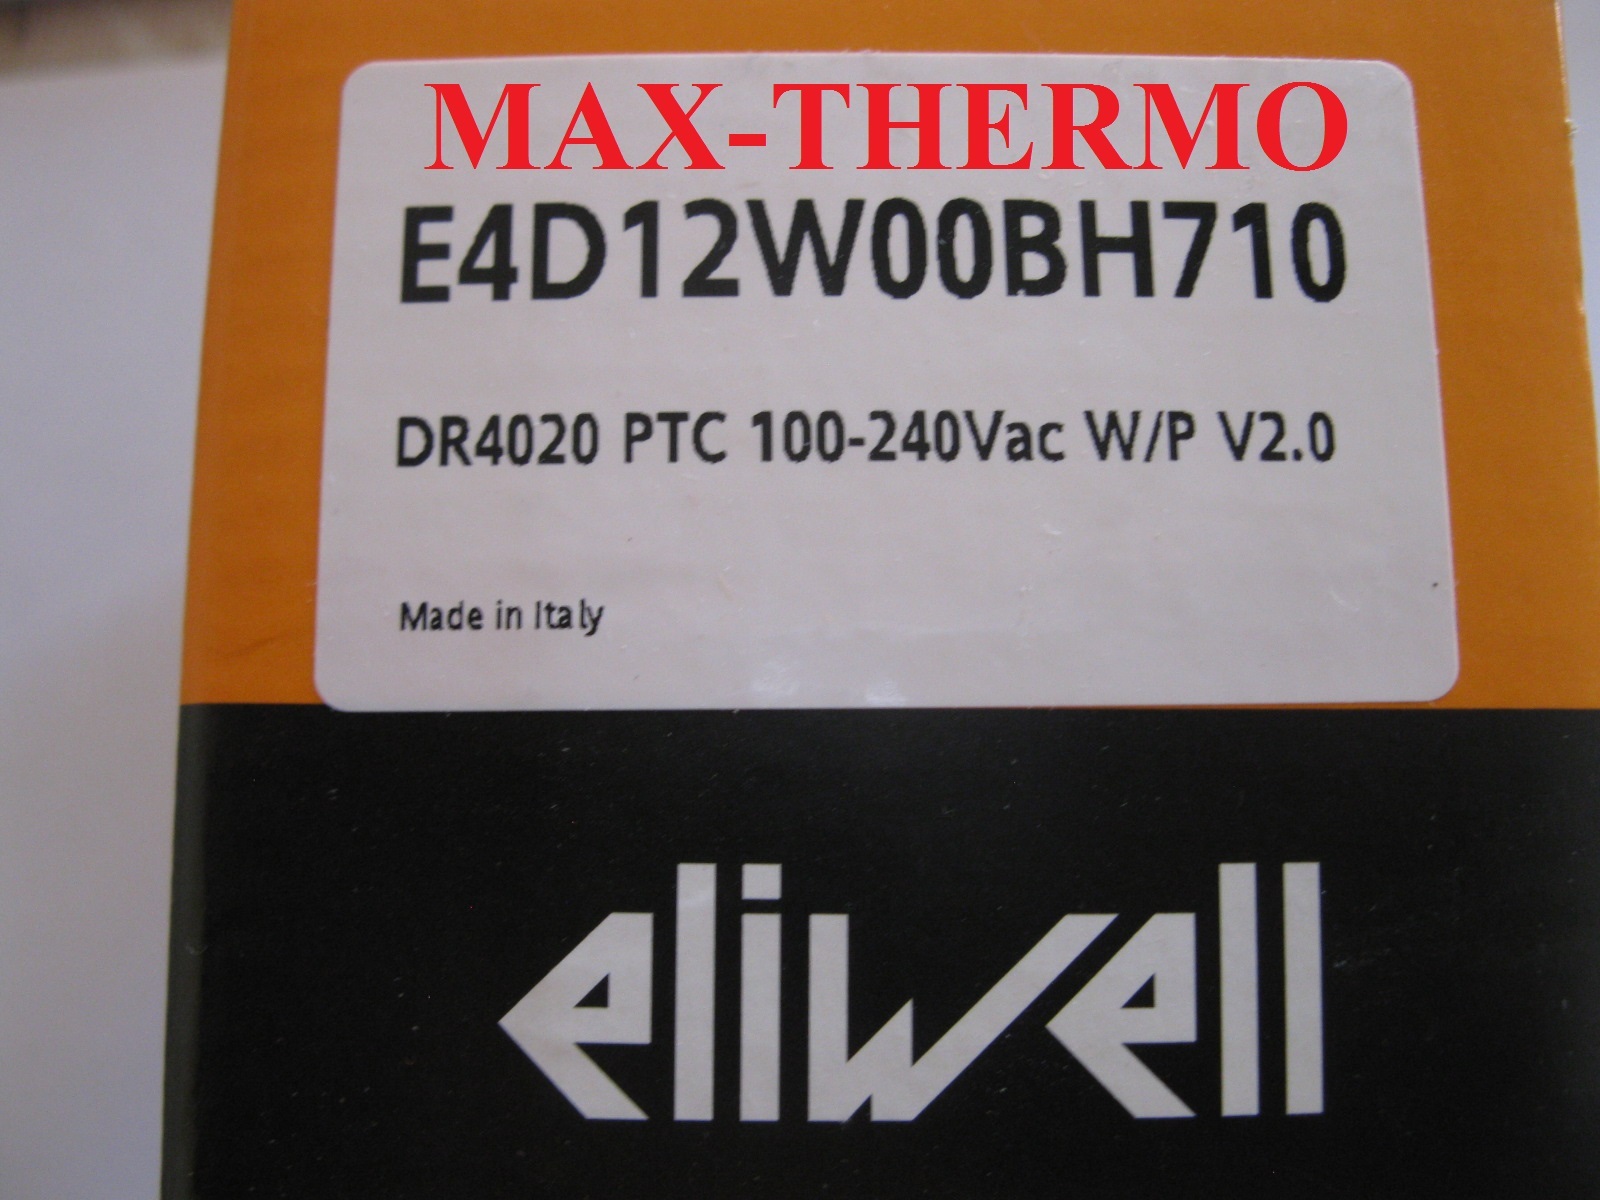 MAX-THERMO
E4D12W00BH710
DR4020 PTC 100-240Vac W/P V2.0
Made in Italy
eliwell